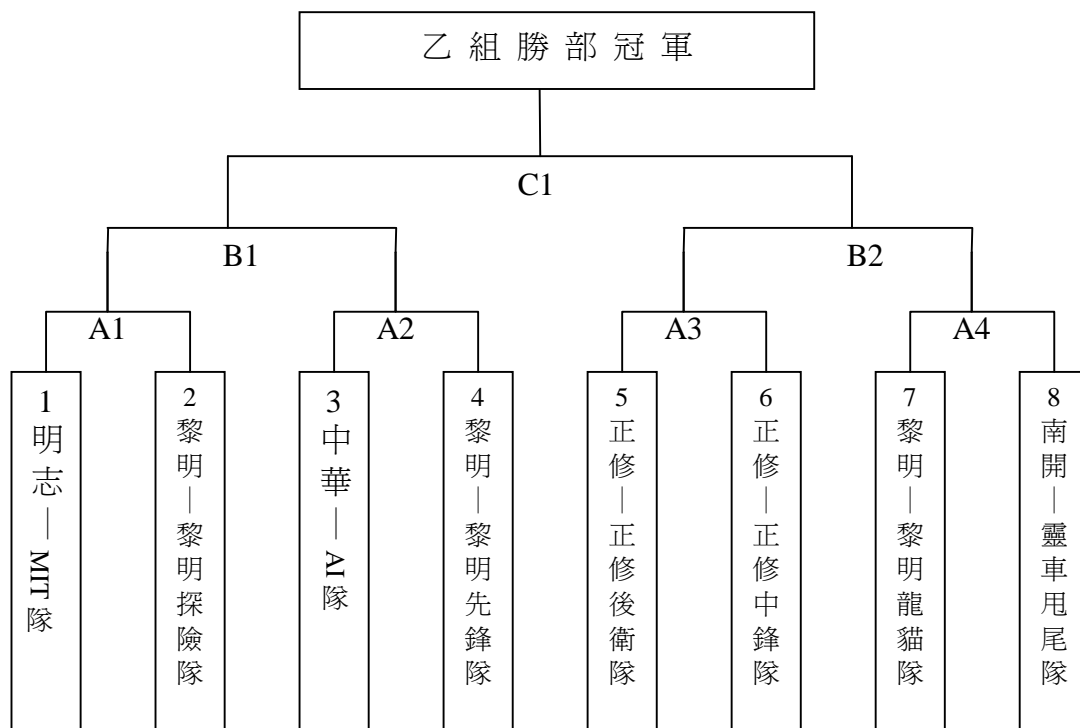 乙組勝部冠軍
C1
B1
B2
A1
A2
A3
A4
1明志—MIT隊
2黎明—黎明探險隊
3中華—AI隊
4黎明—黎明先鋒隊
5正修—正修後衛隊
6正修—正修中鋒隊
7黎明—黎明龍貓隊
8南開—靈車甩尾隊